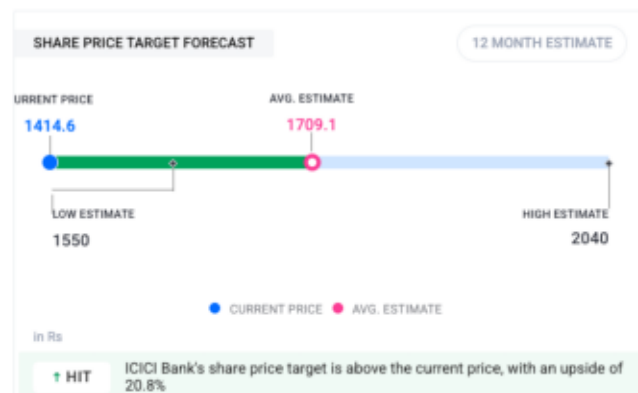 SHARE PRICE TARGET FORECAST
12 MONTH ESTIMATE
URRENT PRICE
AVG. ESTIMATE
1414.6
1709.1
LOW ESTIMATE
HIGH ESTIMATE
1550
2040
CURRENT PRICE
AVG. ESTIMATE
in Rs
↑ HIT
ICICI Bank's share price target is above the current price, with an upside of
20.8%